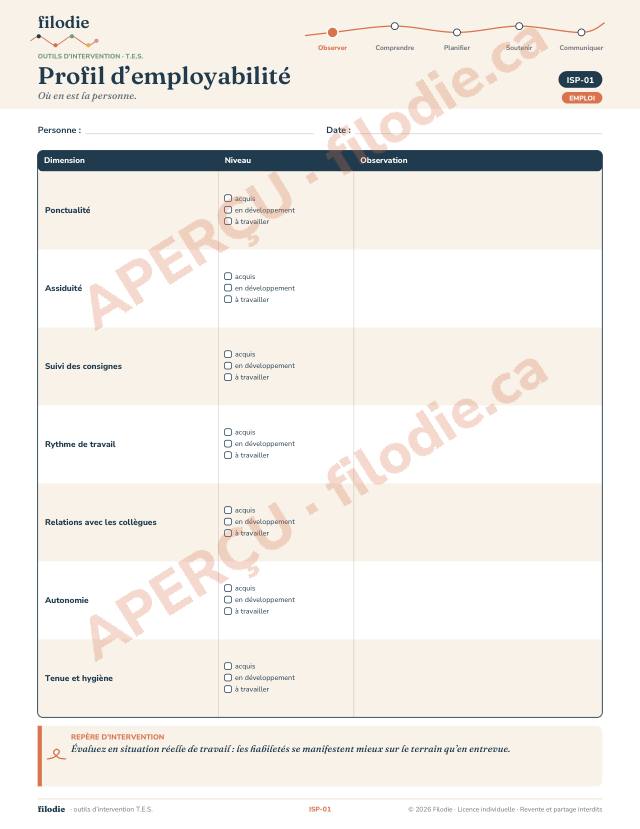 filodie
OUTILS D'INTERVENTION · T.E.S.
Profil d'employabilité
Où en est la personne.
Observer Comprendre Planifier Soutenir Communiquer
ISP-01
EMPLOI
Personne :
Date :
Dimension Niveau Observation
Ponctualité
acquis
en développement
à travailler
Assiduité
acquis
en développement
à travailler
Suivi des consignes
acquis
en développement
à travailler
Rythme de travail
acquis
en développement
à travailler
Relations avec les collègues
acquis
en développement
à travailler
Autonomie
acquis
en développement
à travailler
Tenue et hygiène
acquis
en développement
à travailler
APERÇU · filodie.ca
APERÇU · filodie.ca
REPÈRE D'INTERVENTION
Évaluez en situation réelle de travail : les habiletés se manifestent mieux sur le terrain qu'en entrevue.
filodie · outils d'intervention T.E.S.
ISP-01
© 2026 Filodie · Licence individuelle · Revente et partage interdits